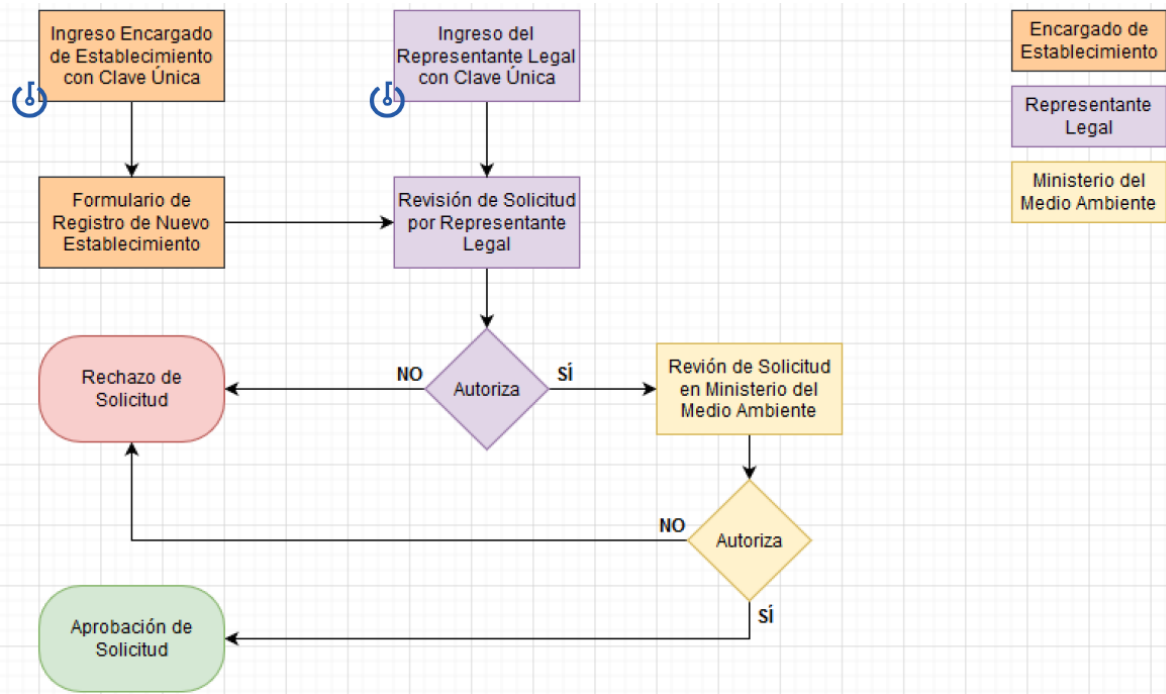 Ingreso Encargado
de Establecimiento
con Clave Única
Ingreso del
Representante Legal
con Clave Única
Encargado de
Establecimiento
Representante
Legal
Ministerio del
Medio Ambiente
Formulario de
Registro de Nuevo
Establecimiento
Revisión de Solicitud
por Representante
Legal
Rechazo de
Solicitud
NO
Autoriza
SÍ
Revión de Solicitud
en Ministerio del
Medio Ambiente
NO
Autoriza
SÍ
Aprobación de
Solicitud